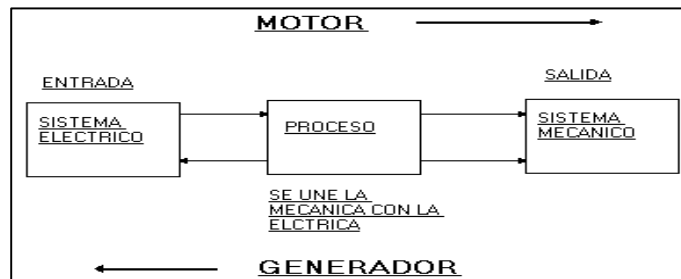 MOTOR
ENTRADA
SALIDA
SISTEMA
ELECTRICO
PROCESO
SISTEMA
MECANICO
SE UNE LA
MECANICA CON LA
ELCTRICA
GENERADOR